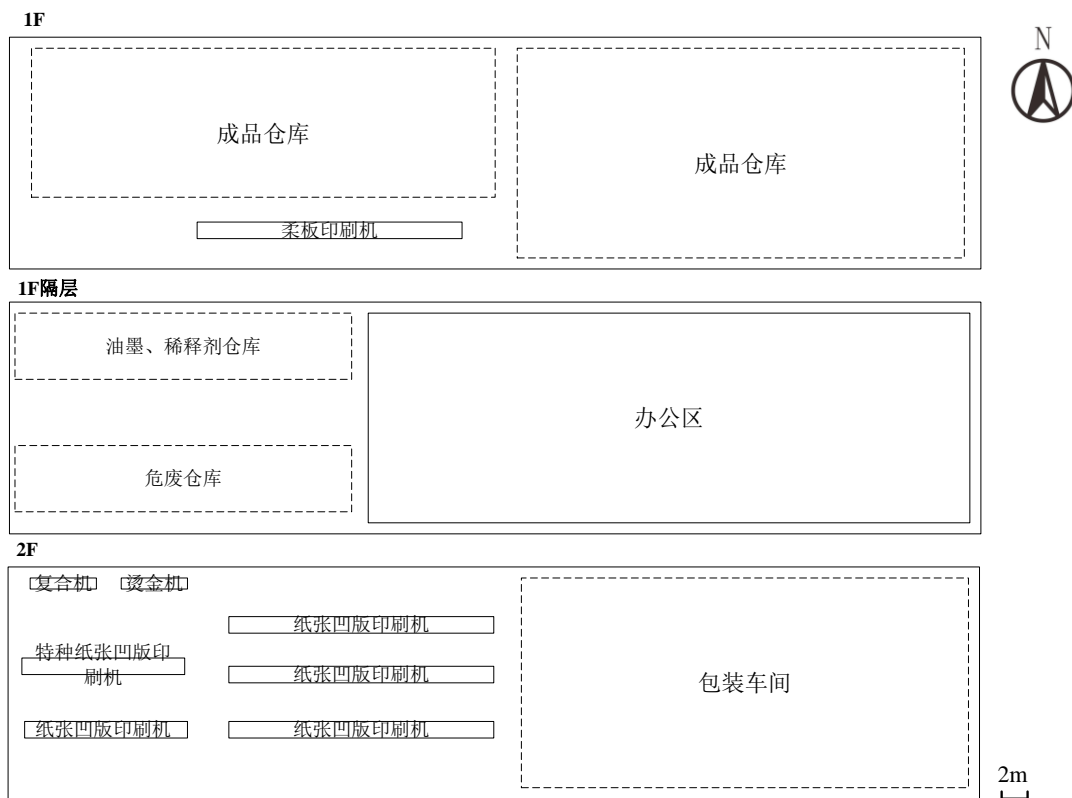 1F
N
成品仓库
成品仓库
柔板印刷机
1F隔层
油墨、稀释剂仓库
办公区
危废仓库
2F
复合机
烫金机
纸张凹版印刷机
特种纸张凹版印
刷机
纸张凹版印刷机
包装车间
纸张凹版印刷机
纸张凹版印刷机
2m